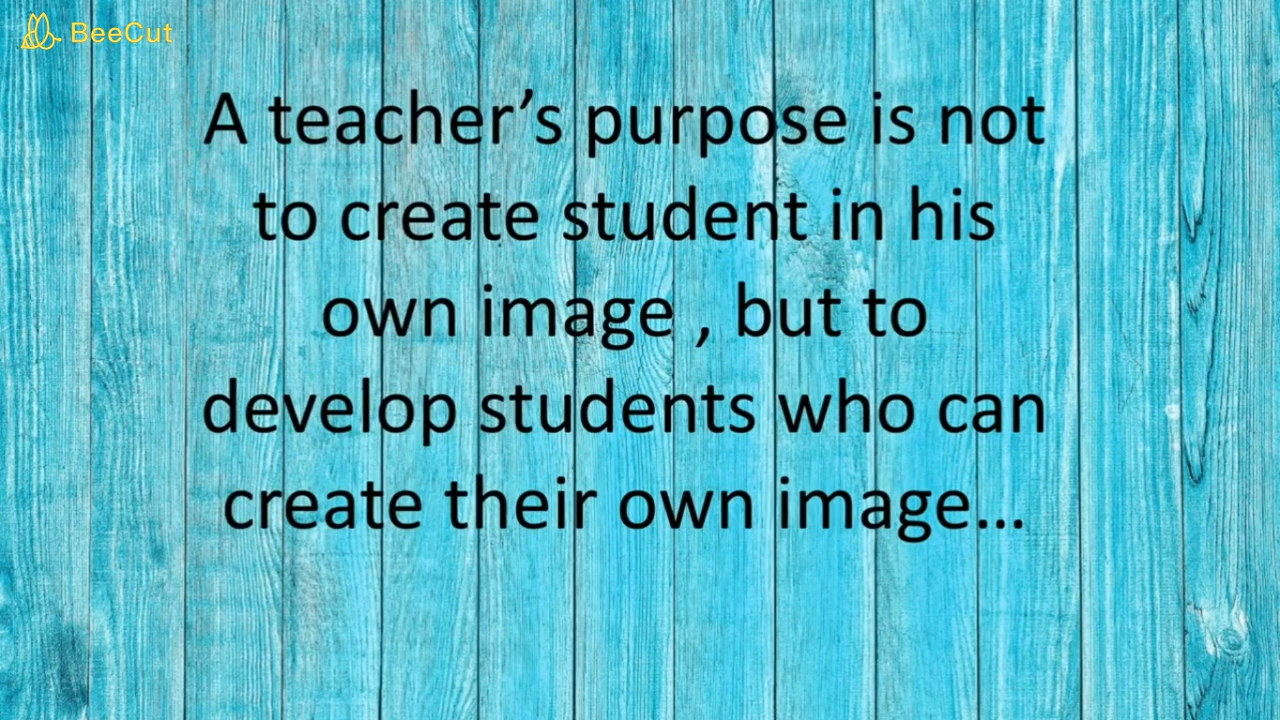 BeeCut
A teacher’s purpose is not
to create student in his
own image , but to
develop students who can
create their own image...